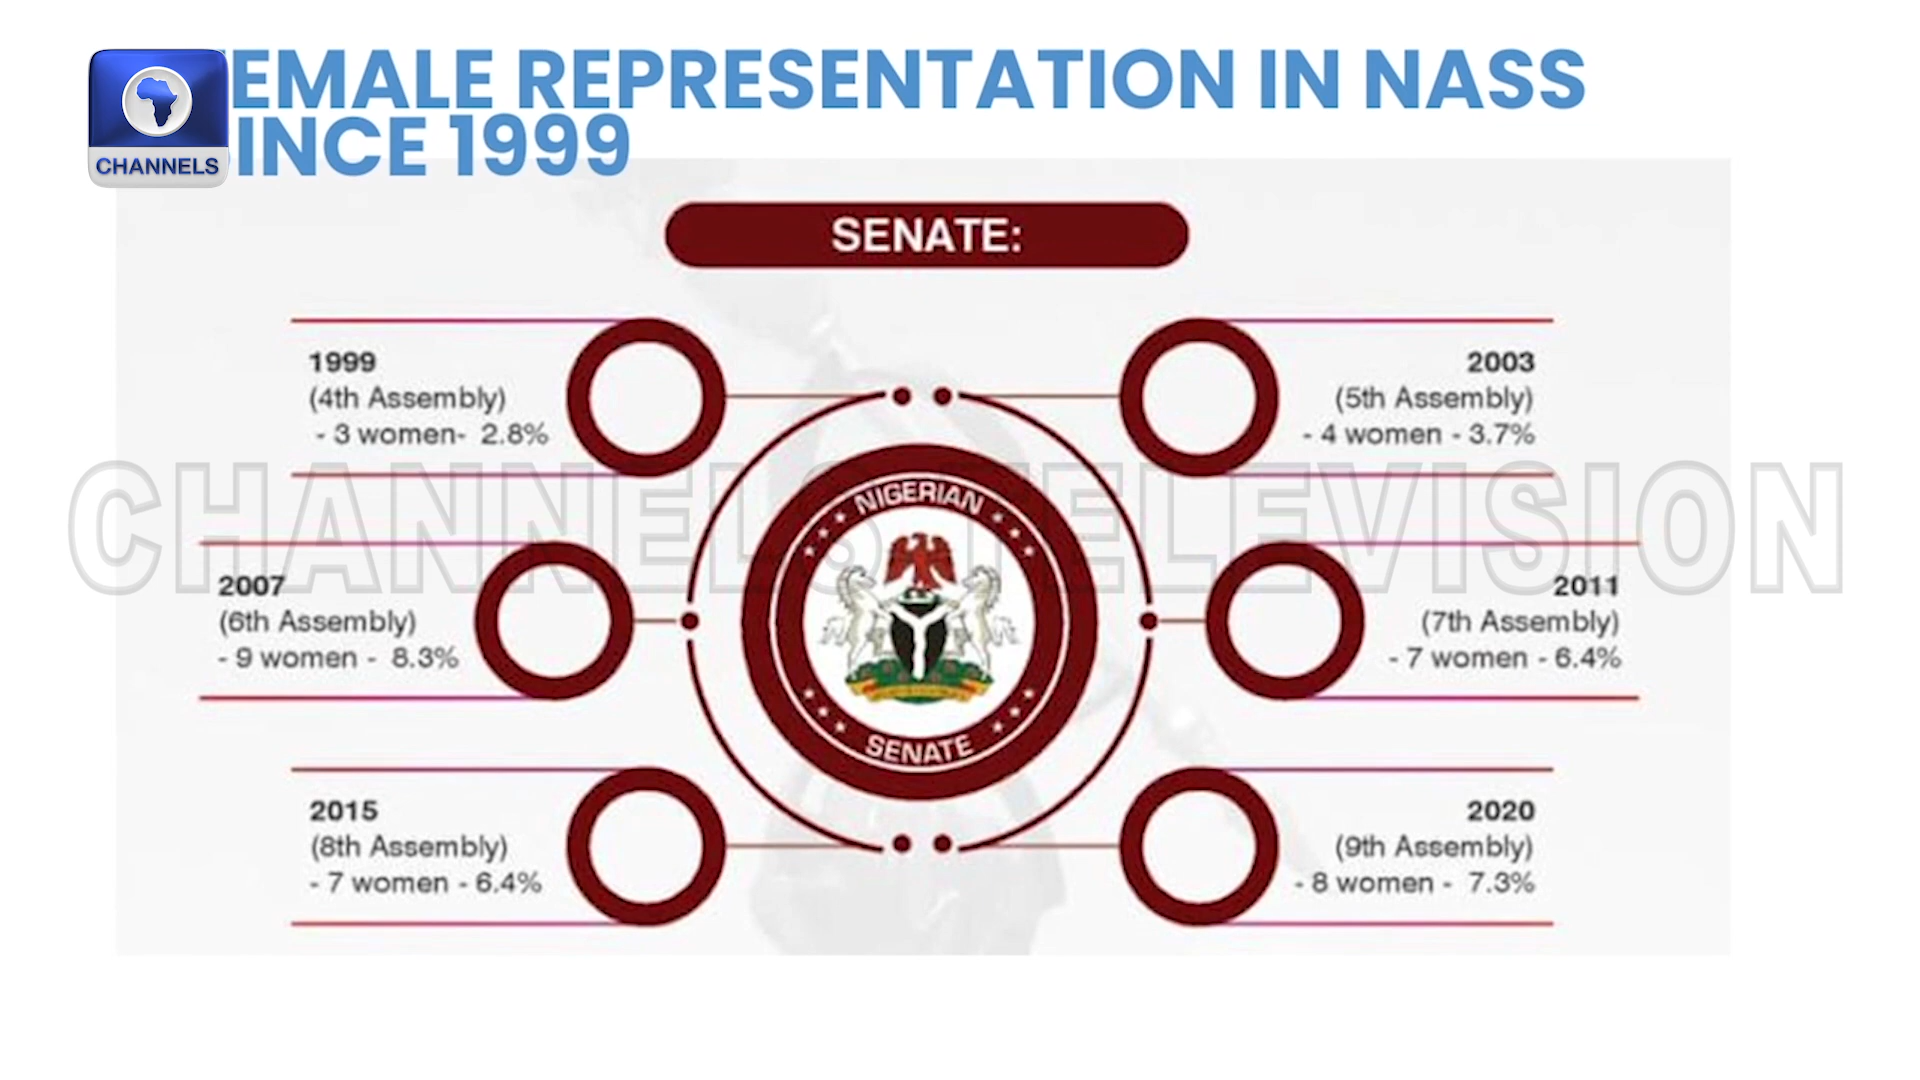 EMALE REPRESENTATION IN NASS
INCE 1999
CHANNELS
SENATE:
1999
(4th Assembly)
- 3 women- 2.8%
2003
(5th Assembly)
- 4 women - 3.7%
CHANNELS TELEVISION
2007
(6th Assembly)
- 9 women - 8.3%
NIGERIAN
SENATE
2011
(7th Assembly)
- 7 women - 6.4%
2015
(8th Assembly)
- 7 women - 6.4%
2020
(9th Assembly)
- 8 women - 7.3%